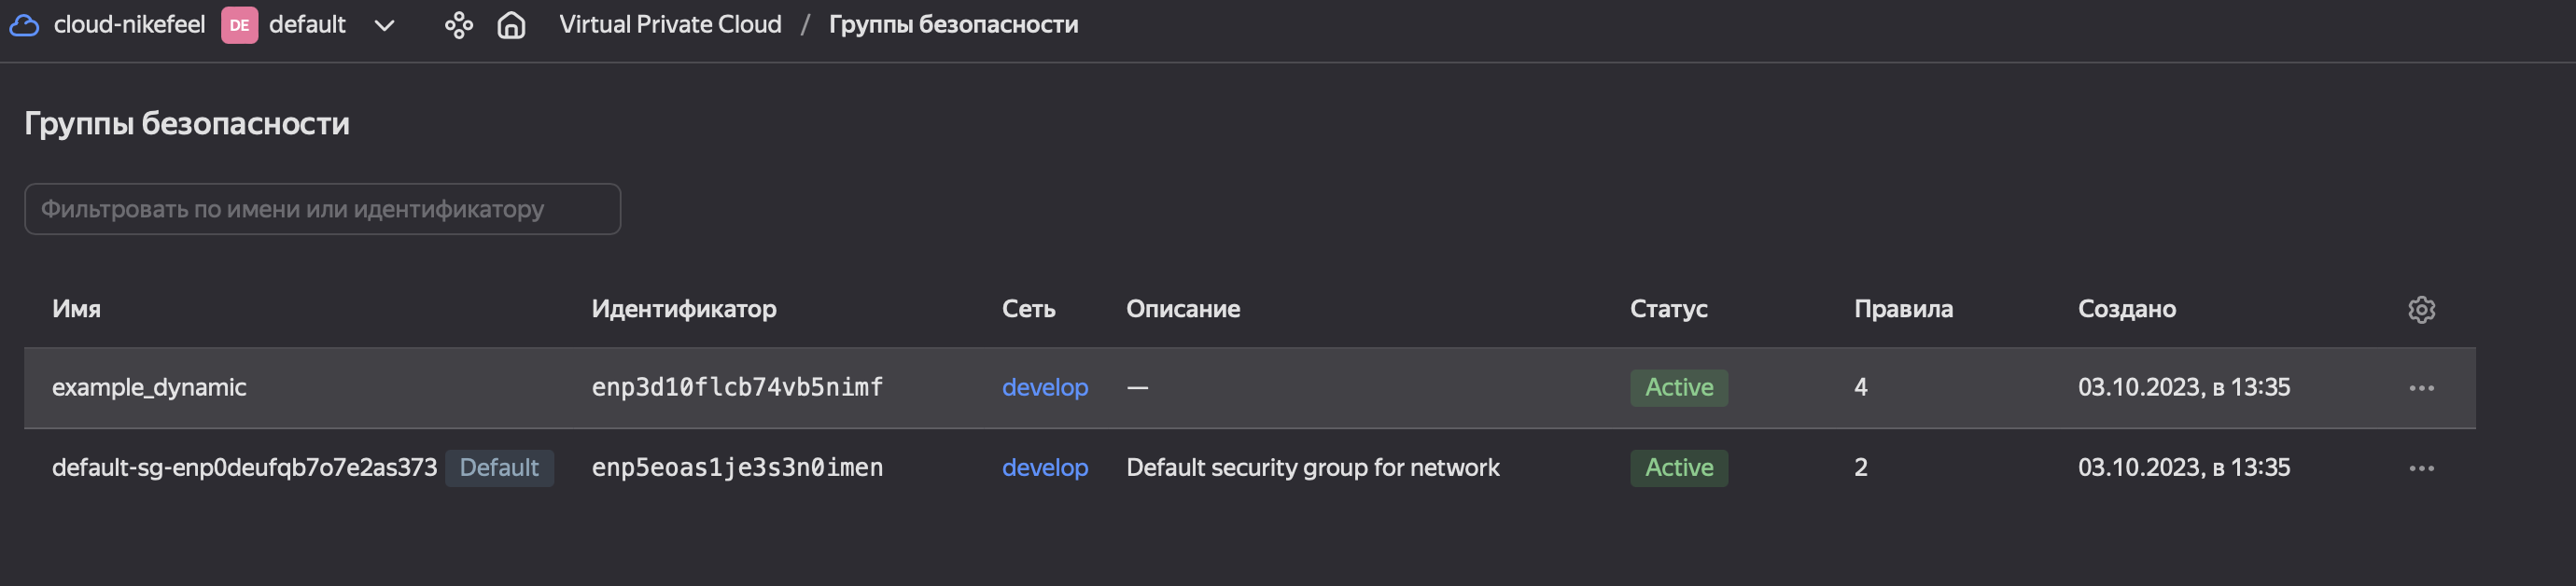 cloud-nikefeel DE default Virtual Private Cloud / Группы безопасности
Группы безопасности
Фильтровать по имени или идентификатору
Имя Идентификатор Сеть Описание Статус Правила Создано
example_dynamic enp3d10flcb74vb5nimf develop — Active 4 03.10.2023, в 13:35
default-sg-enp0deufqb7o7e2as373 Default enp5eoas1je3s3n0imen develop Default security group for network Active 2 03.10.2023, в 13:35